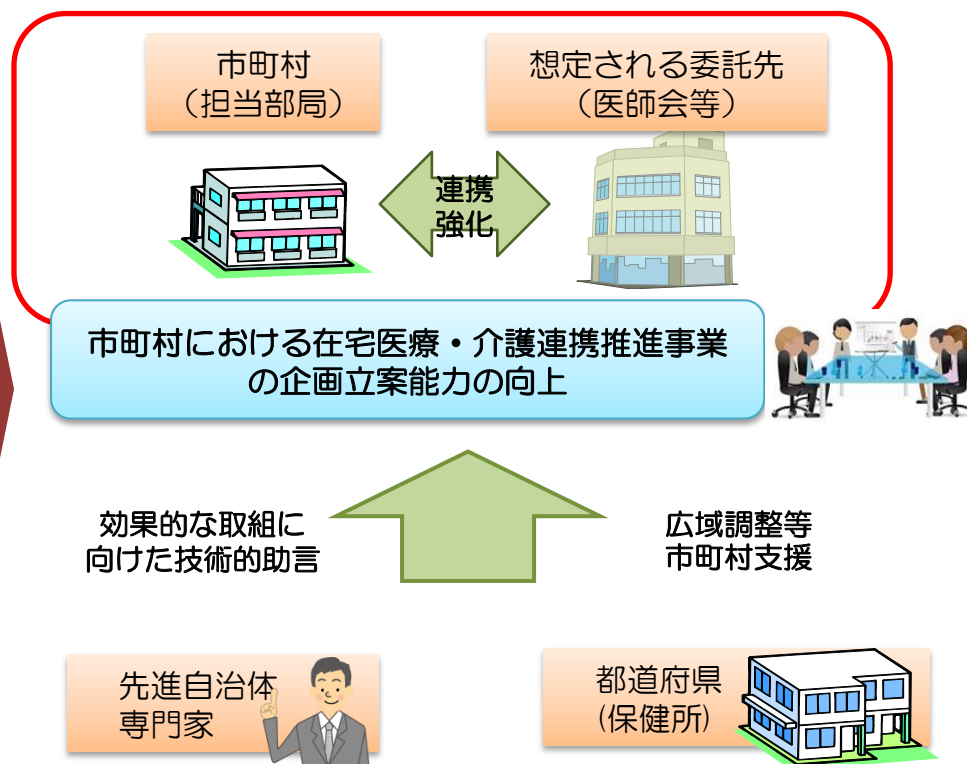 市町村
（担当部局）
想定される委託先
（医師会等）
連携
強化
市町村における在宅医療・介護連携推進事業
の企画立案能力の向上
効果的な取組に
向けた技術的助言
広域調整等
市町村支援
先進自治体
専門家
都道府県
(保健所)